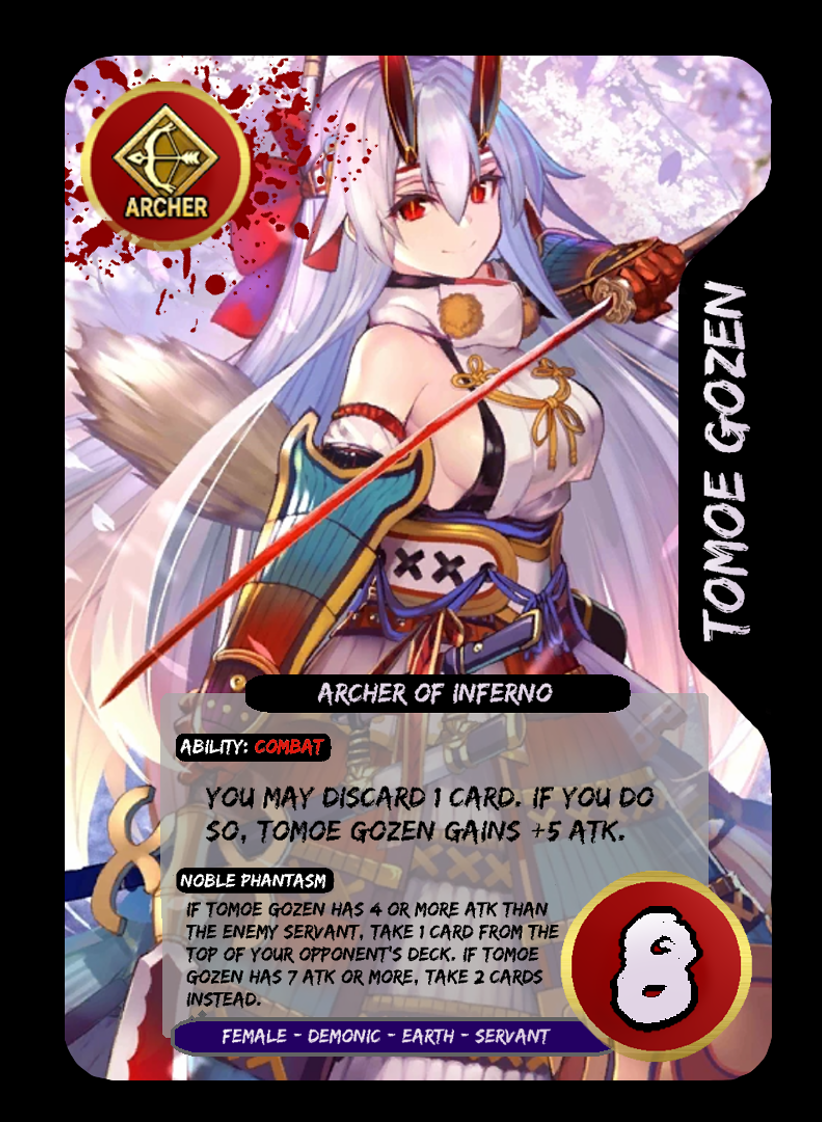 ARCHER
TOMOE GOZEN
ARCHER OF INFERNO
ABILITY: COMBAT
YOU MAY DISCARD 1 CARD. IF YOU DO
SO, TOMOE GOZEN GAINS +5 ATK.
NOBLE PHANTASM
IF TOMOE GOZEN HAS 4 OR MORE ATK THAN
THE ENEMY SERVANT, TAKE 1 CARD FROM THE
TOP OF YOUR OPPONENT'S DECK. IF TOMOE
GOZEN HAS 7 ATK OR MORE, TAKE 2 CARDS
INSTEAD.
8
FEMALE - DEMONIC - EARTH - SERVANT